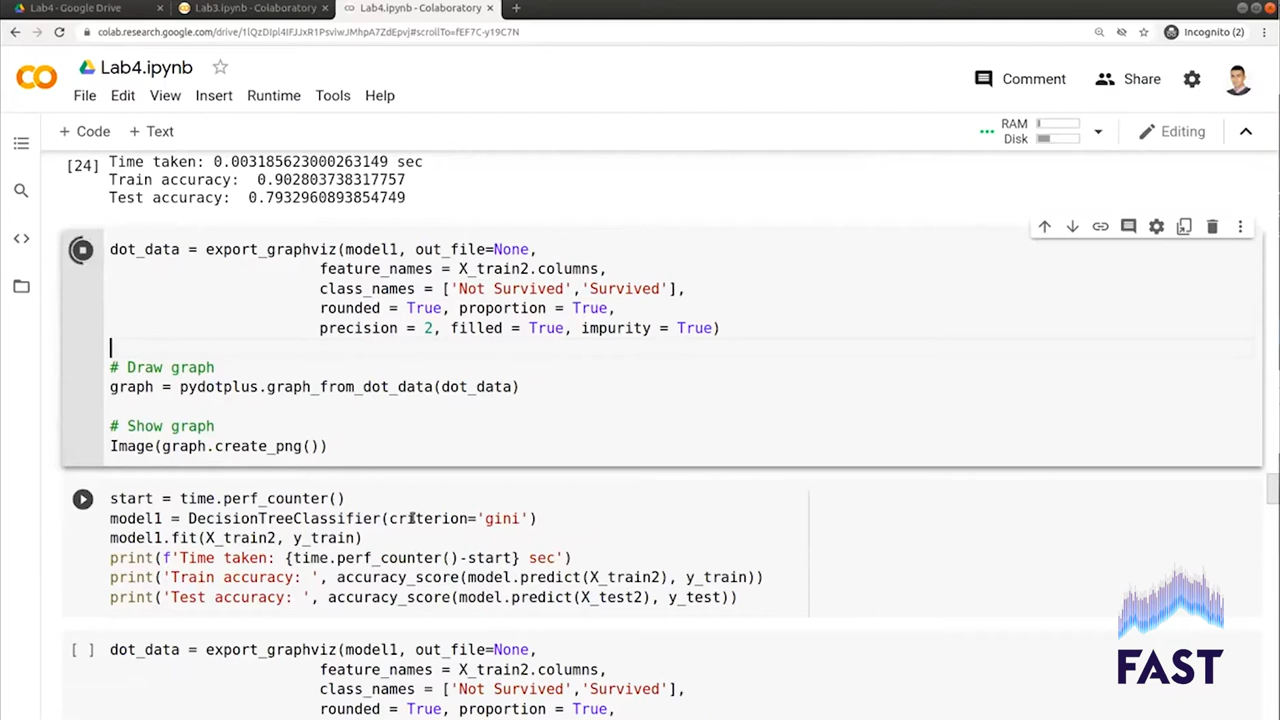 Lab4 - Google Drive
Lab3.ipynb - Colaboratory
Lab4.ipynb - Colaboratory
colab.research.google.com/drive/1lQzDIpl4IFJJxR1PsviwJMhpA7ZdEpvj#scrollTo=fEF7C-y19C7N
Incognito (2)
CO
Lab4.ipynb
Comment
Share
File Edit View Insert Runtime Tools Help
+ Code + Text
RAM
Disk
Editing
[24] Time taken: 0.003185623000263149 sec
Train accuracy:  0.902803738317757
Test accuracy:  0.7932960893854749
dot_data = export_graphviz(model1, out_file=None,
feature_names = X_train2.columns,
class_names = ['Not Survived','Survived'],
rounded = True, proportion = True,
precision = 2, filled = True, impurity = True)
# Draw graph
graph = pydotplus.graph_from_dot_data(dot_data)
# Show graph
Image(graph.create_png())
start = time.perf_counter()
model1 = DecisionTreeClassifier(criterion='gini')
model1.fit(X_train2, y_train)
print(f'Time taken: {time.perf_counter()-start} sec')
print('Train accuracy: ', accuracy_score(model.predict(X_train2), y_train))
print('Test accuracy: ', accuracy_score(model.predict(X_test2), y_test))
[ ] dot_data = export_graphviz(model1, out_file=None,
feature_names = X_train2.columns,
class_names = ['Not Survived','Survived'],
rounded = True, proportion = True,
FAST